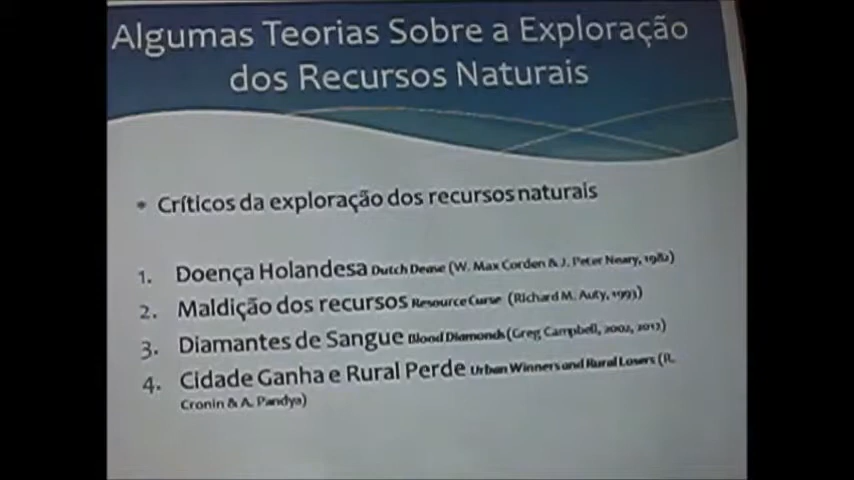 Algumas Teorias Sobre a Exploração
dos Recursos Naturais
• Críticos da exploração dos recursos naturais
1. Doença Holandesa Dutch Dease (W. Max Corden & J. Peter Neary, 1982)
2. Maldição dos recursos Resource Curse (Richard M. Auty, 1993)
3. Diamantes de Sangue Blood Diamonds (Greg Campbell, 2002, 2012)
4. Cidade Ganha e Rural Perde Urban Winners and Rural Losers (R.
Cronin & A. Pandya)